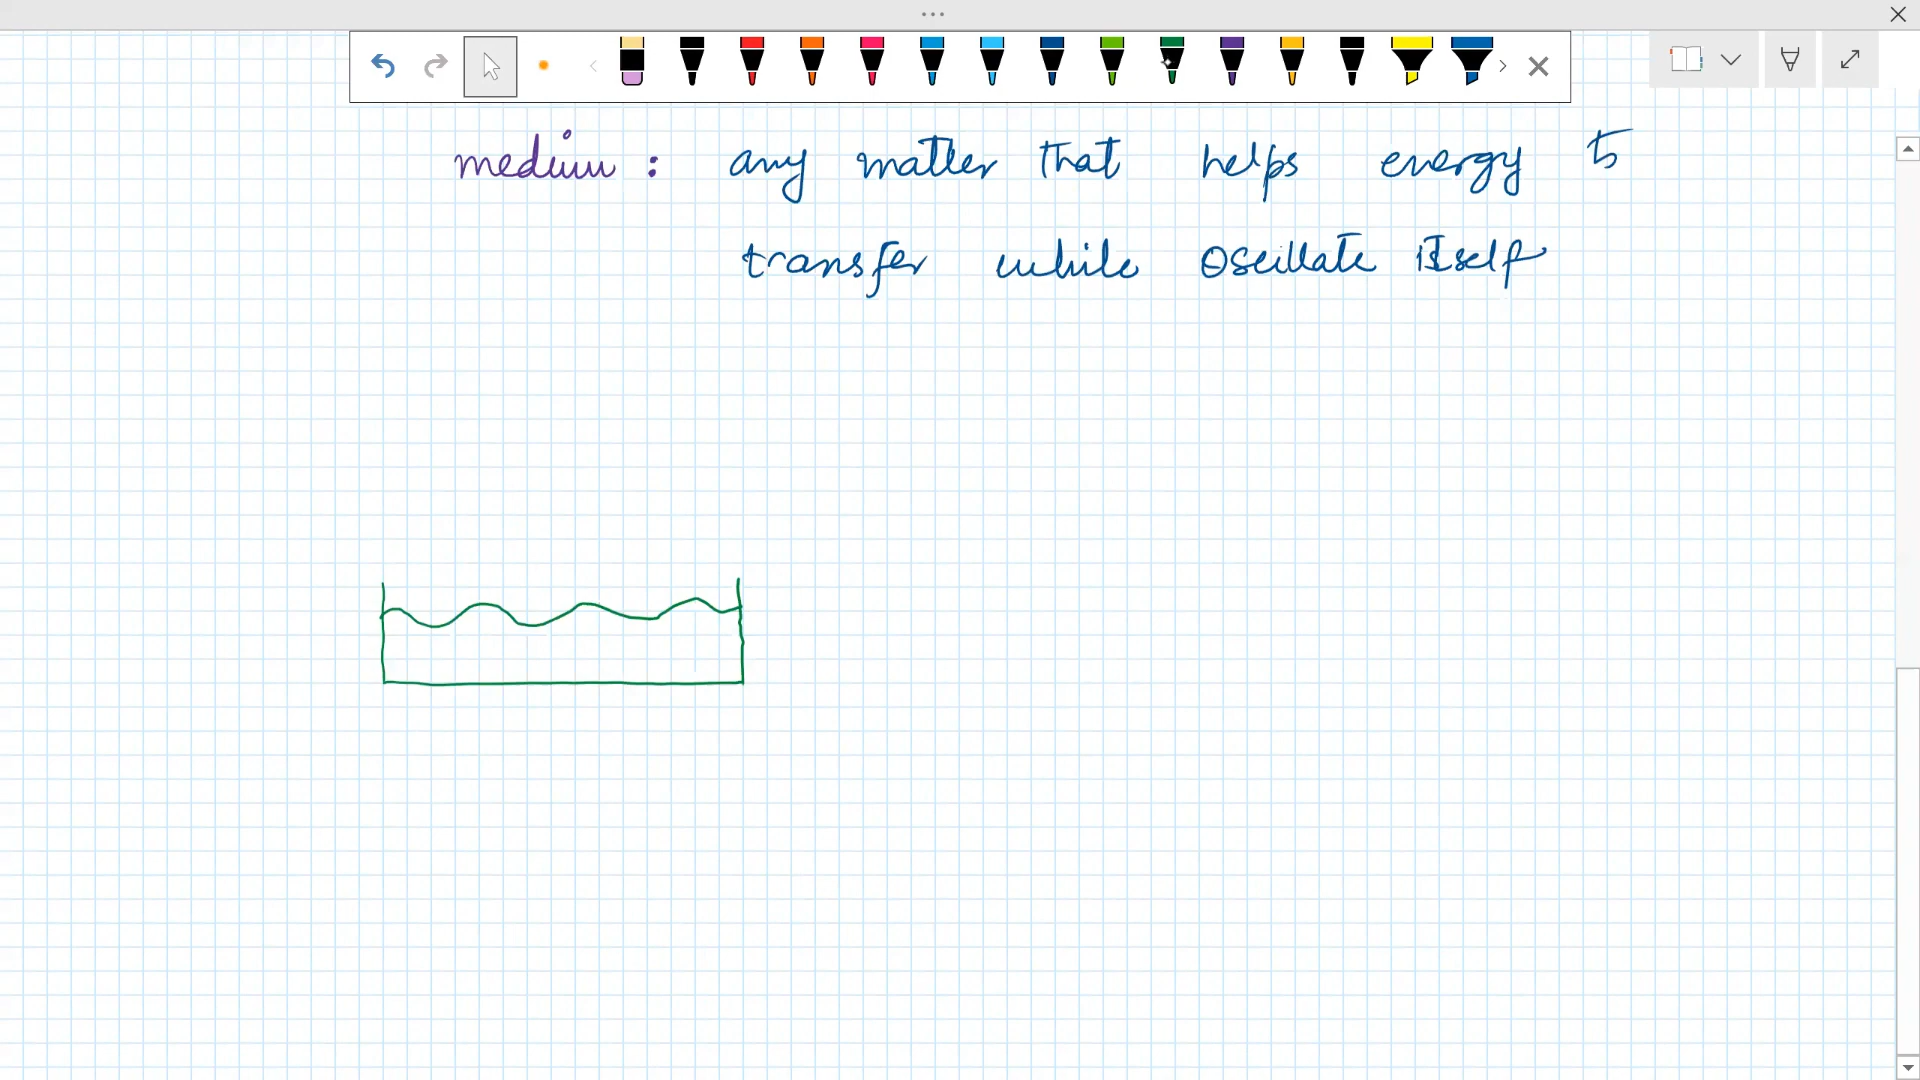 medium : any matter that helps energy to
transfer while oscillate itself